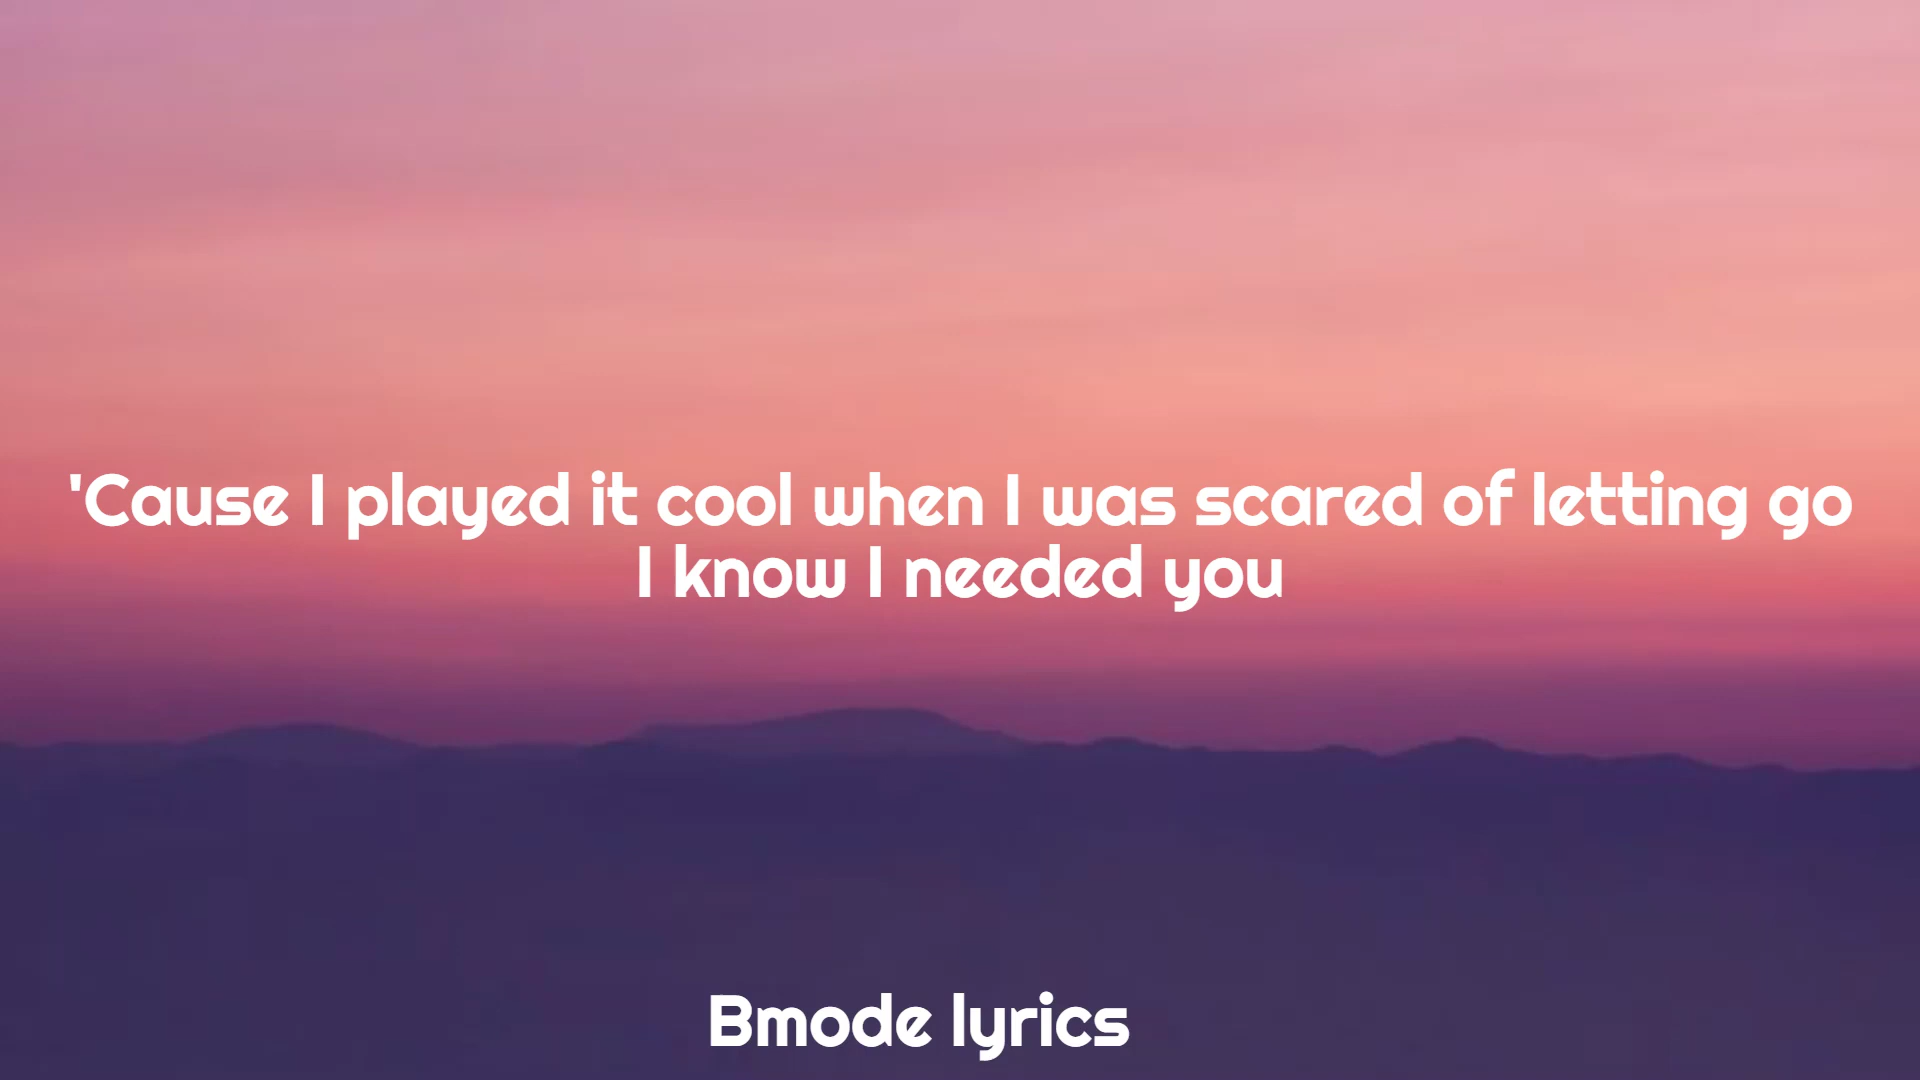 'Cause I played it cool when I was scared of letting go
I know I needed you
Bmode lyrics